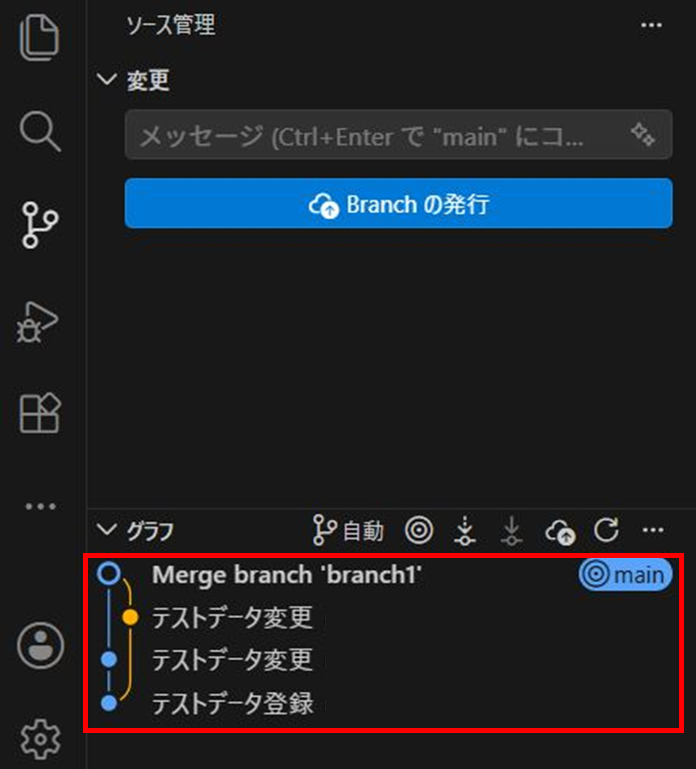 ソース管理
変更
メッセージ (Ctrl+Enter で "main" にコ...
Branch の発行
グラフ 自動
Merge branch 'branch1' main
テストデータ変更
テストデータ変更
テストデータ登録